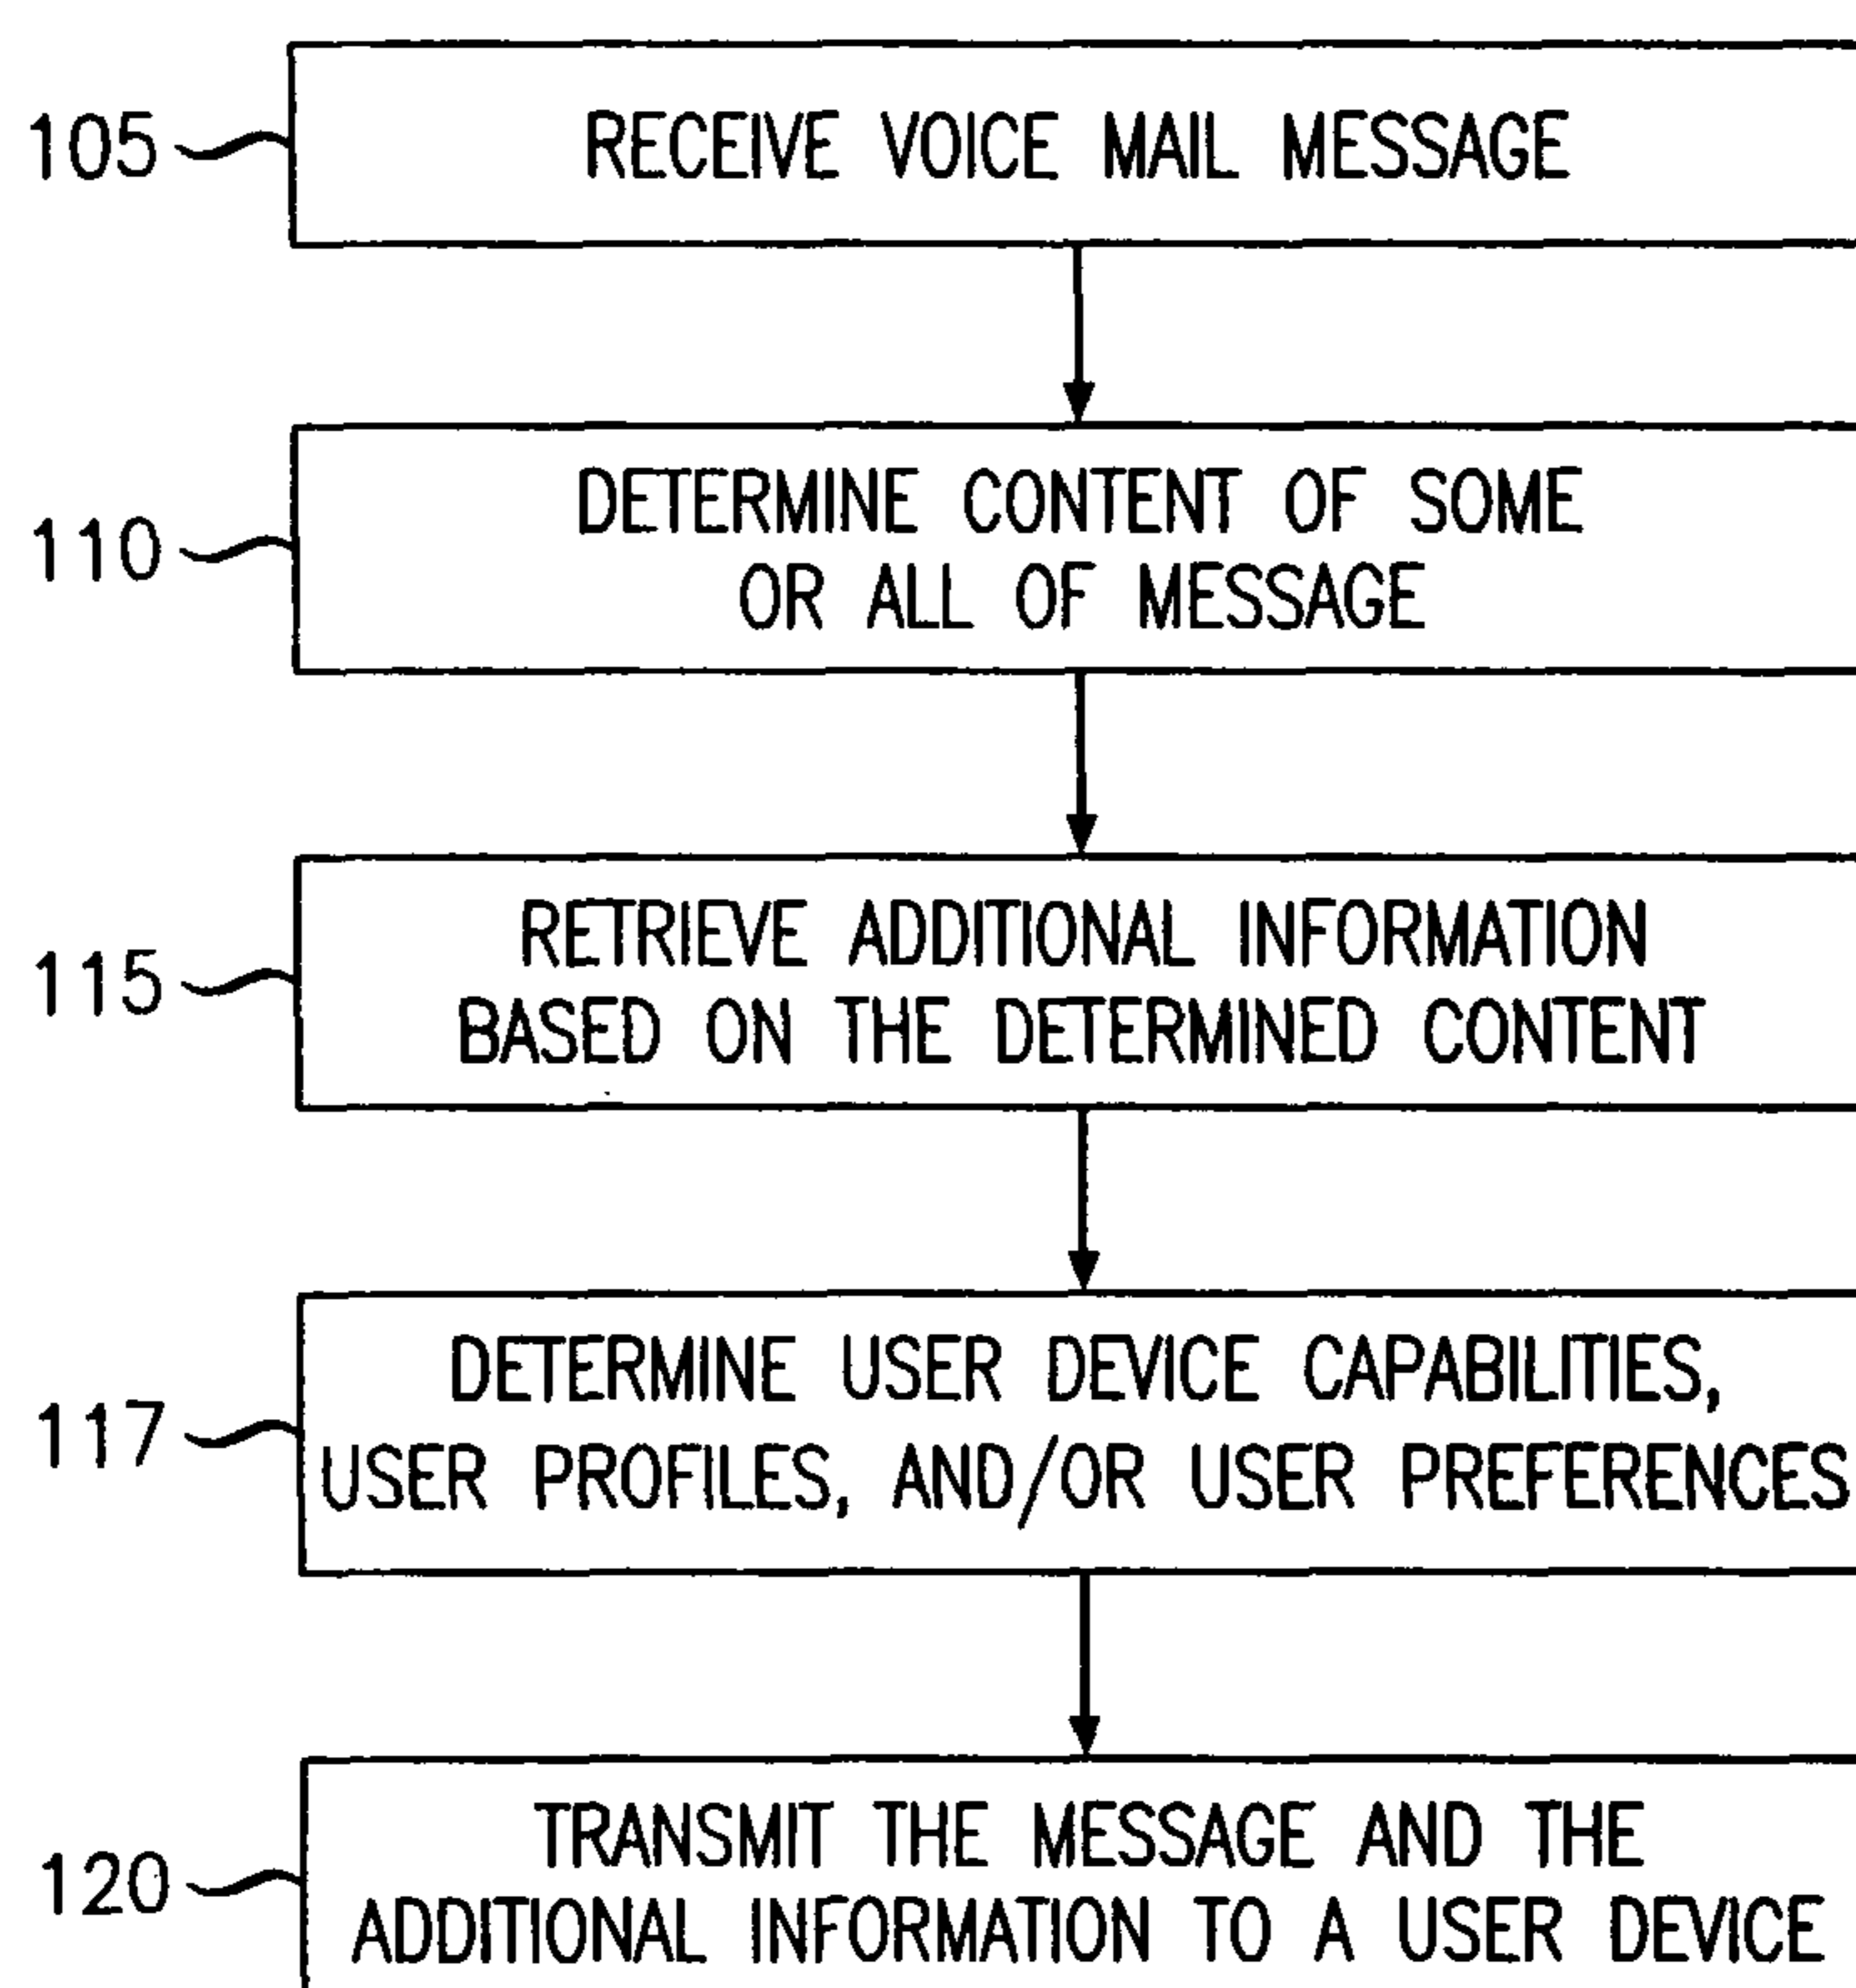 105
RECEIVE VOICE MAIL MESSAGE
110
DETERMINE CONTENT OF SOME
OR ALL OF MESSAGE
115
RETRIEVE ADDITIONAL INFORMATION
BASED ON THE DETERMINED CONTENT
117
DETERMINE USER DEVICE CAPABILITIES,
USER PROFILES, AND/OR USER PREFERENCES
120
TRANSMIT THE MESSAGE AND THE
ADDITIONAL INFORMATION TO A USER DEVICE